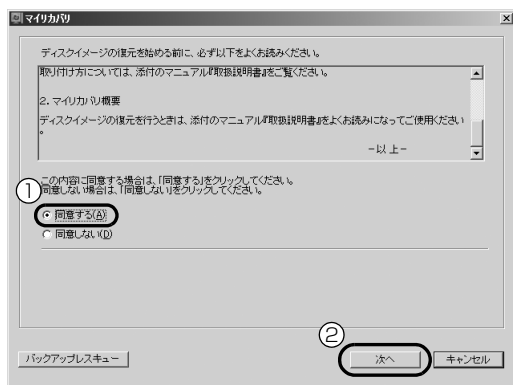 マイリカバリ
ディスクイメージの復元を始める前に、必ず以下をよくお読みください。
取り付け方については、添付のマニュアル『取扱説明書』をご覧ください。
2. マイリカバリ概要
ディスクイメージの復元を行うときは、添付のマニュアル『取扱説明書』をよくお読みになってご使用ください
。
-以上-
この内容に同意する場合は、「同意する」をクリックしてください。
同意しない場合は、「同意しない」をクリックしてください。
①
同意する(A)
同意しない(D)
②
バックアップレスキュー
次へ
キャンセル